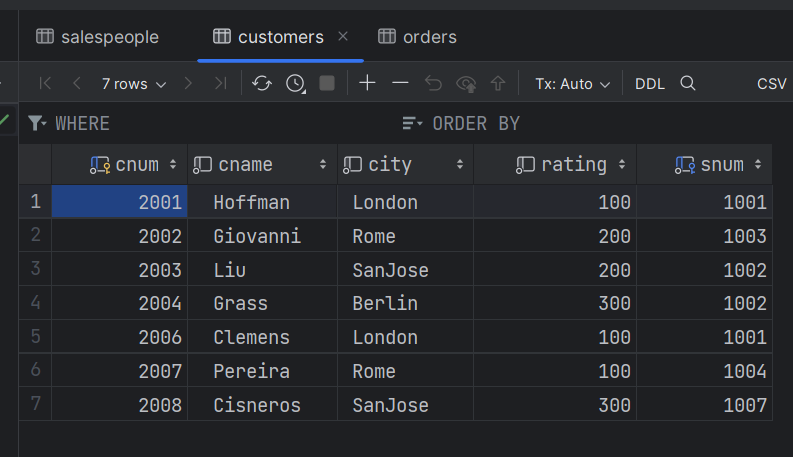 salespeople customers orders
7 rows Tx: Auto DDL CSV
WHERE ORDER BY
cnum cname city rating snum
1 2001 Hoffman London 100 1001
2 2002 Giovanni Rome 200 1003
3 2003 Liu SanJose 200 1002
4 2004 Grass Berlin 300 1002
5 2006 Clemens London 100 1001
6 2007 Pereira Rome 100 1004
7 2008 Cisneros SanJose 300 1007